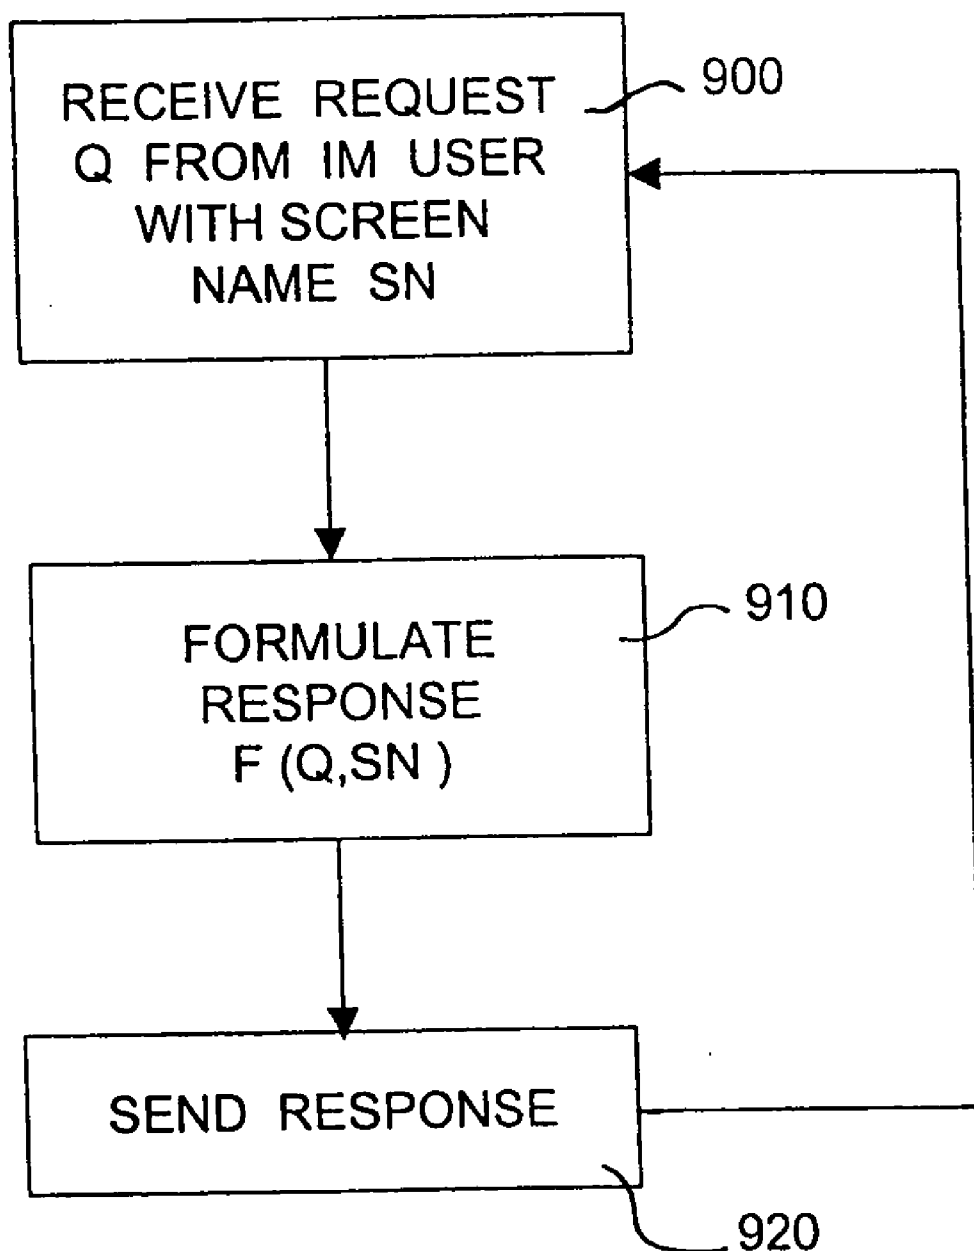 RECEIVE REQUEST
Q FROM IM USER
WITH SCREEN
NAME SN
900
FORMULATE
RESPONSE
F (Q,SN )
910
SEND RESPONSE
920